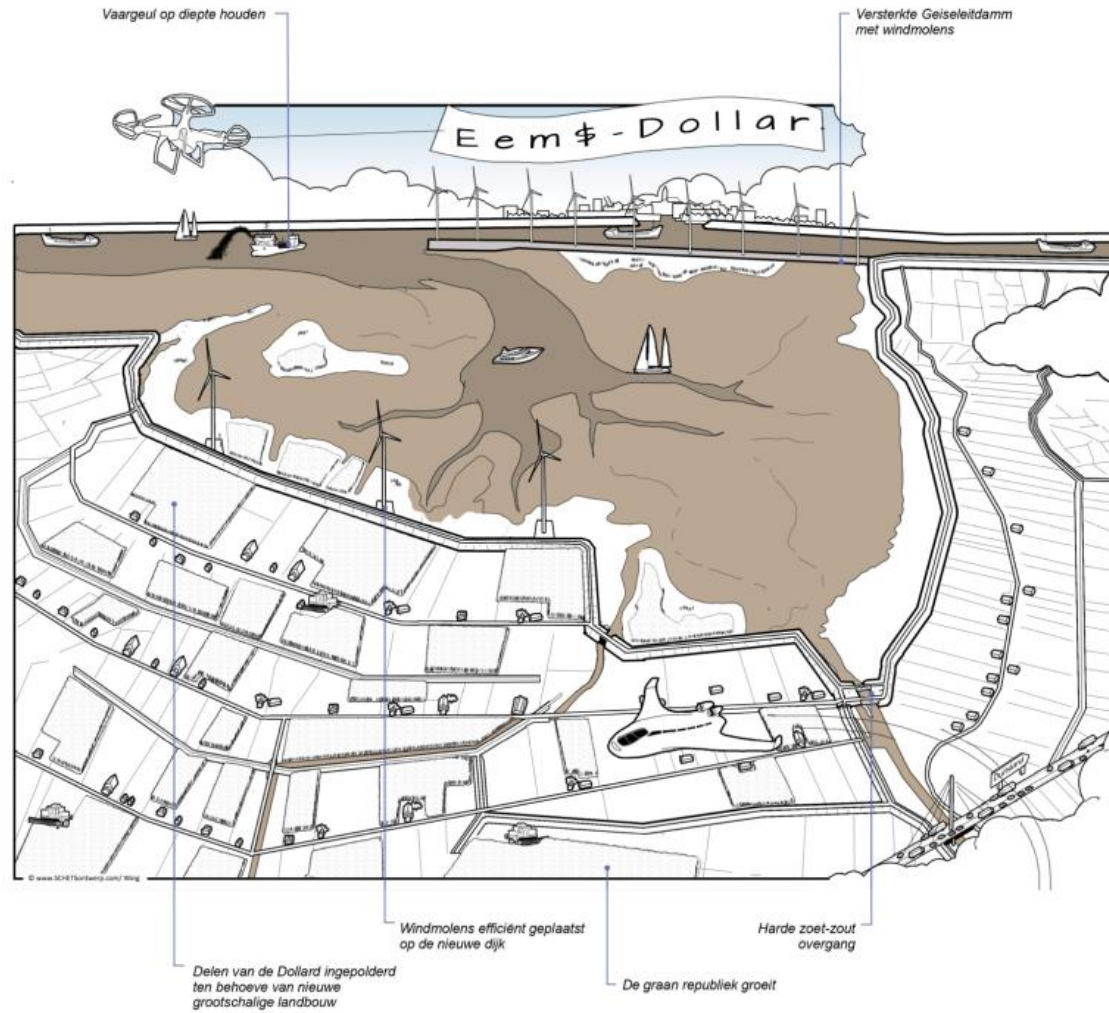 Vaargeul op diepte houden
Versterkte Geiseleitdamm
met windmolens
Eem$-Dollar
Duitsland
© www.SCHETSontwerp.com/ Wing
Windmolens efficiënt geplaatst
op de nieuwe dijk
Harde zoet-zout
overgang
Delen van de Dollard ingepolderd
ten behoeve van nieuwe
grootschalige landbouw
De graan republiek groeit